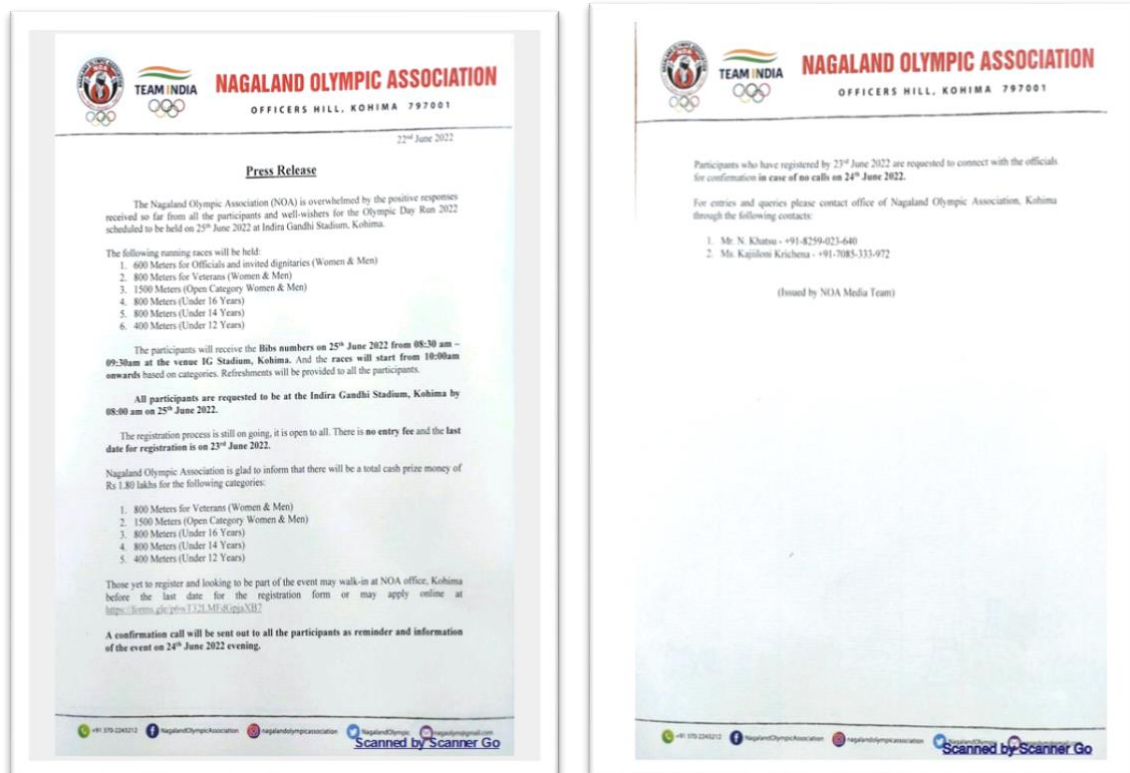 TEAM INDIA
NAGALAND OLYMPIC ASSOCIATION
OFFICERS HILL, KOHIMA 797001
22nd June 2022
Press Release
The Nagaland Olympic Association (NOA) is overwhelmed by the positive responses
received so far from all the participants and well-wishers for the Olympic Day Run 2022
scheduled to be held on 25th June 2022 at Indira Gandhi Stadium, Kohima.
The following running races will be held:
1. 600 Meters for Officials and invited dignitaries (Women & Men)
2. 800 Meters for Veterans (Women & Men)
3. 1500 Meters (Open Category Women & Men)
4. 800 Meters (Under 16 Years)
5. 800 Meters (Under 14 Years)
6. 400 Meters (Under 12 Years)
The participants will receive the Bibs numbers on 25th June 2022 from 08:30 am –
09:30am at the venue IG Stadium, Kohima. And the races will start from 10:00am
onwards based on categories. Refreshments will be provided to all the participants.
All participants are requested to be at the Indira Gandhi Stadium, Kohima by
08:00 am on 25th June 2022.
The registration process is still on going, it is open to all. There is no entry fee and the last
date for registration is on 23rd June 2022.
Nagaland Olympic Association is glad to inform that there will be a total cash prize money of
Rs 1.80 lakhs for the following categories:
1. 800 Meters for Veterans (Women & Men)
2. 1500 Meters (Open Category Women & Men)
3. 800 Meters (Under 16 Years)
4. 800 Meters (Under 14 Years)
5. 400 Meters (Under 12 Years)
Those yet to register and looking to be part of the event may walk-in at NOA office, Kohima
before the last date for the registration form or may apply online at
A confirmation call will be sent out to all the participants as reminder and information
of the event on 24th June 2022 evening.
+91 370-2243212 NagalandOlympicAssociation nagalandolympicassociation NagalandOlympic nagaolym@gmail.com
Scanned by Scanner Go
TEAM INDIA
NAGALAND OLYMPIC ASSOCIATION
OFFICERS HILL, KOHIMA 797001
Participants who have registered by 23rd June 2022 are requested to connect with the officials
for confirmation in case of no calls on 24th June 2022.
For entries and queries please contact office of Nagaland Olympic Association, Kohima
through the following contacts:
1. Mr. N. Khatsu - +91-8259-023-640
2. Ms. Kajiiloni Krichena - +91-7085-333-972
(Issued by NOA Media Team)
+91 370-2243212 NagalandOlympicAssociation nagalandolympicassociation
Scanned by Scanner Go